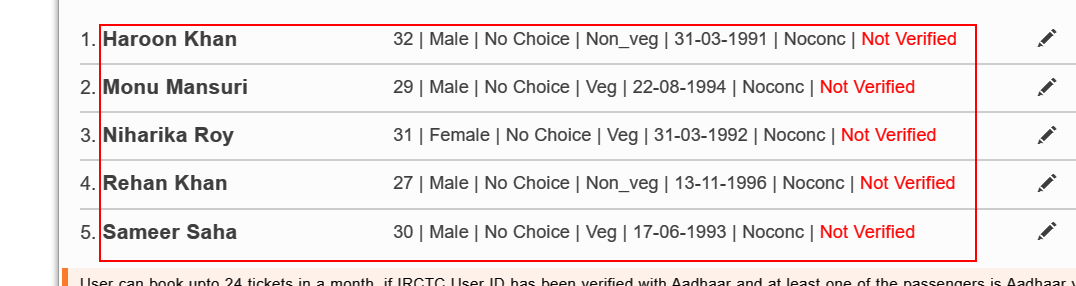 1. Haroon Khan 32 | Male | No Choice | Non_veg | 31-03-1991 | Noconc | Not Verified
2. Monu Mansuri 29 | Male | No Choice | Veg | 22-08-1994 | Noconc | Not Verified
3. Niharika Roy 31 | Female | No Choice | Veg | 31-03-1992 | Noconc | Not Verified
4. Rehan Khan 27 | Male | No Choice | Non_veg | 13-11-1996 | Noconc | Not Verified
5. Sameer Saha 30 | Male | No Choice | Veg | 17-06-1993 | Noconc | Not Verified
User can book upto 24 tickets in a month, if IRCTC User ID has been verified with Aadhaar and at least one of the passengers is Aadhaar